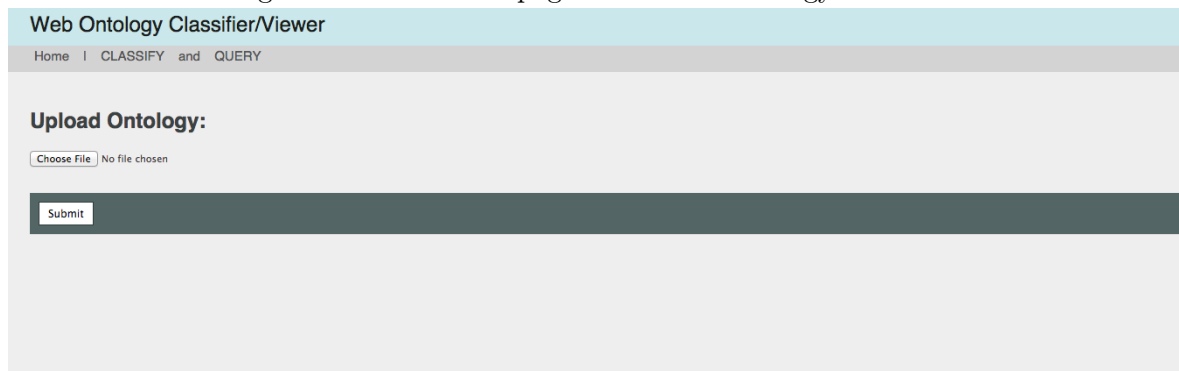 Web Ontology Classifier/Viewer
Home | CLASSIFY and QUERY
Upload Ontology:
Choose File No file chosen
Submit